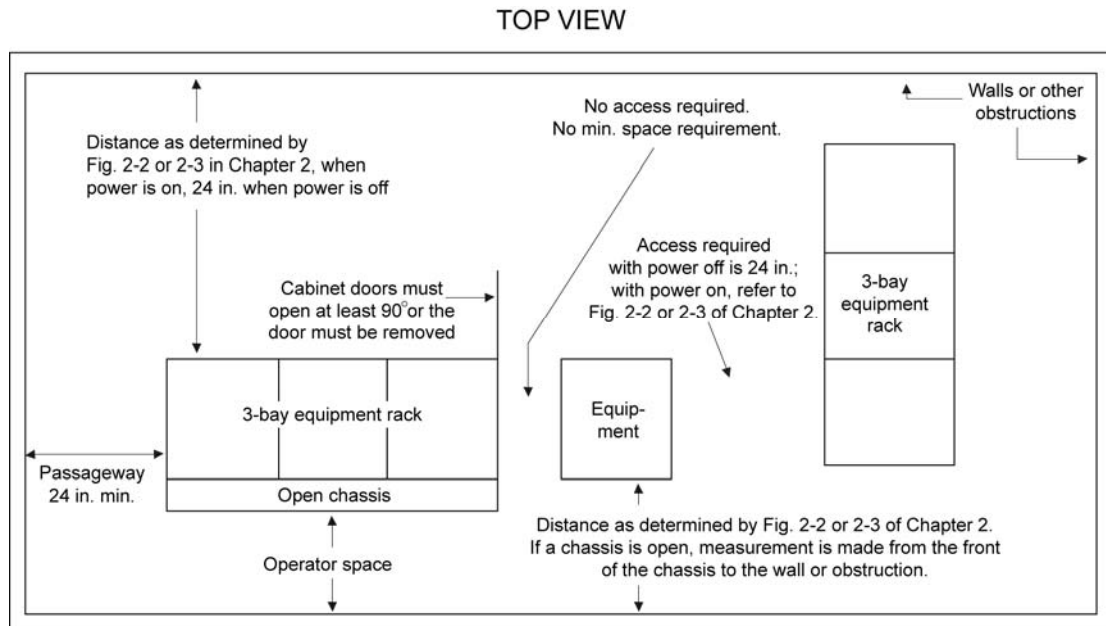 TOP VIEW
Walls or other
obstructions
No access required.
No min. space requirement.
Distance as determined by
Fig. 2-2 or 2-3 in Chapter 2, when
power is on, 24 in. when power is off
Access required
with power off is 24 in.;
with power on, refer to
Fig. 2-2 or 2-3 of Chapter 2.
Cabinet doors must
open at least 90° or the
door must be removed
3-bay
equipment
rack
3-bay equipment rack
Equip-
ment
Passageway
24 in. min.
Open chassis
Distance as determined by Fig. 2-2 or 2-3 of Chapter 2.
If a chassis is open, measurement is made from the front
of the chassis to the wall or obstruction.
Operator space